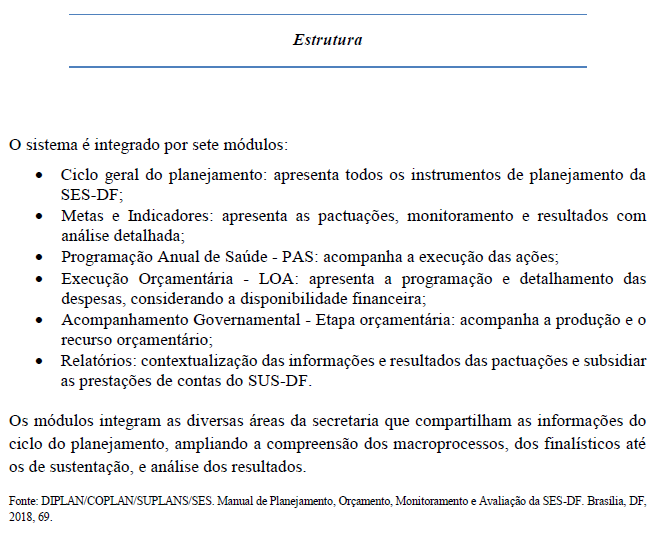 Estrutura
O sistema é integrado por sete módulos:
• Ciclo geral do planejamento: apresenta todos os instrumentos de planejamento da
SES-DF;
• Metas e Indicadores: apresenta as pactuações, monitoramento e resultados com
análise detalhada;
• Programação Anual de Saúde - PAS: acompanha a execução das ações;
• Execução Orçamentária - LOA: apresenta a programação e detalhamento das
despesas, considerando a disponibilidade financeira;
• Acompanhamento Governamental - Etapa orçamentária: acompanha a produção e o
recurso orçamentário;
• Relatórios: contextualização das informações e resultados das pactuações e subsidiar
as prestações de contas do SUS-DF.
Os módulos integram as diversas áreas da secretaria que compartilham as informações do
ciclo do planejamento, ampliando a compreensão dos macroprocessos, dos finalísticos até
os de sustentação, e análise dos resultados.
Fonte: DIPLAN/COPLAN/SUPLANS/SES. Manual de Planejamento, Orçamento, Monitoramento e Avaliação da SES-DF. Brasília, DF,
2018, 69.